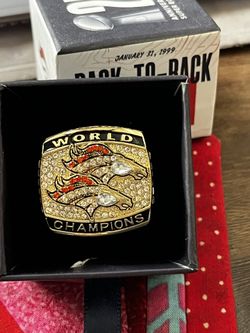 JANUARY 31, 1999
BACK-TO-BACK
WORLD
CHAMPIONS